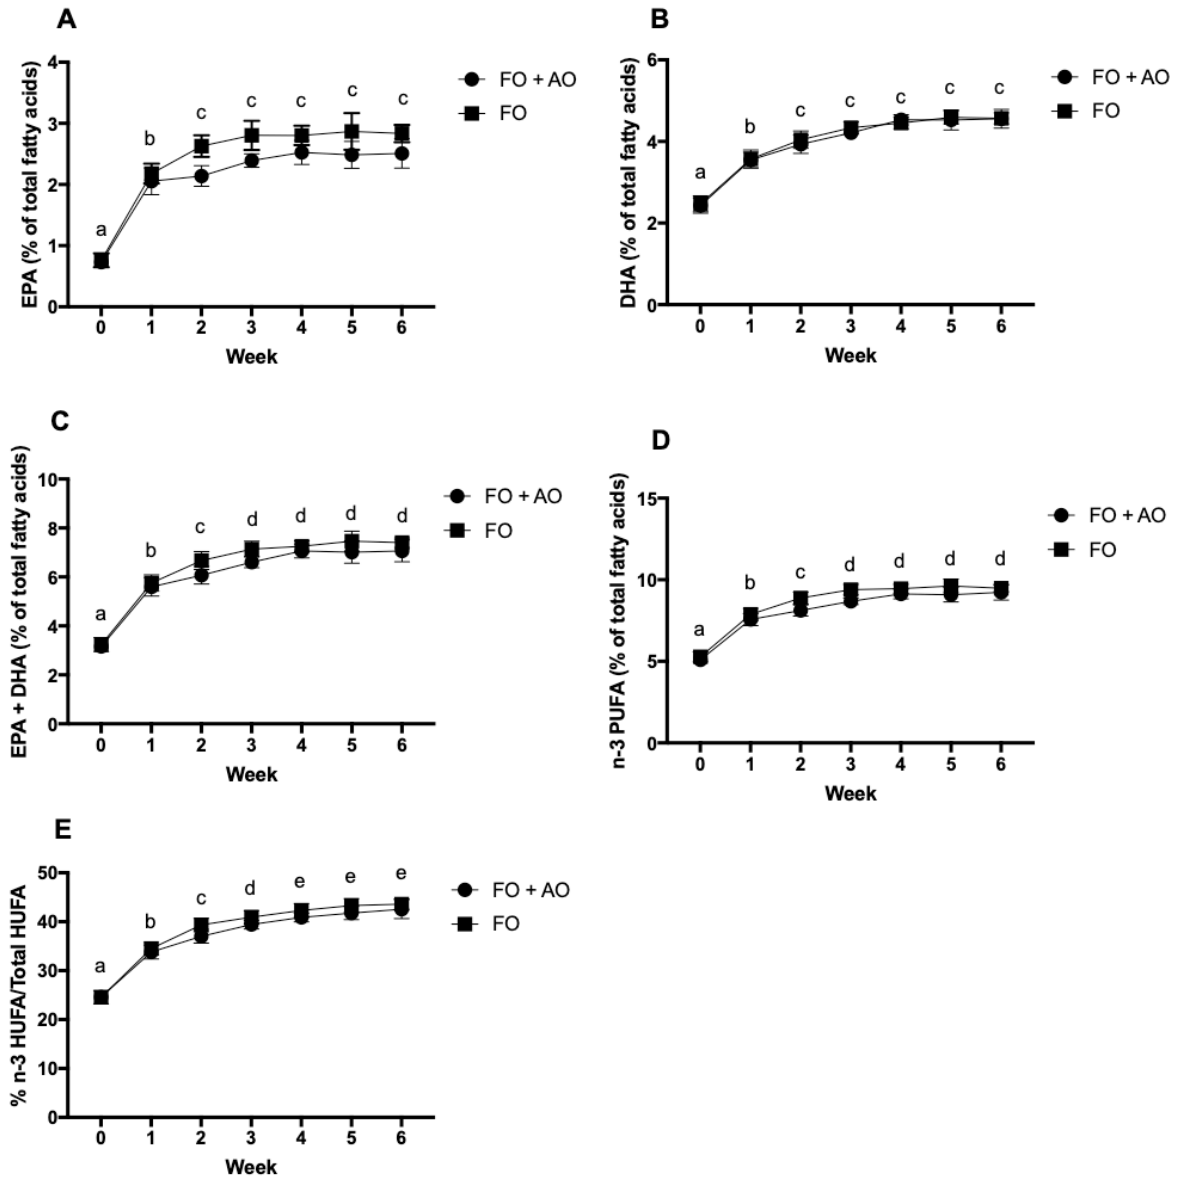 A
EPA (% of total fatty acids)
4
3
2
1
0
a
b
c
c
c
c
c
0 1 2 3 4 5 6
Week
FO + AO
FO
B
DHA (% of total fatty acids)
6
4
2
0
a
b
c
c
c
c
c
0 1 2 3 4 5 6
Week
FO + AO
FO
C
EPA + DHA (% of total fatty acids)
10
8
6
4
2
0
a
b
c
d
d
d
d
0 1 2 3 4 5 6
Week
FO + AO
FO
D
n-3 PUFA (% of total fatty acids)
15
10
5
0
a
b
c
d
d
d
d
0 1 2 3 4 5 6
Week
FO + AO
FO
E
% n-3 HUFA/Total HUFA
50
40
30
20
10
0
a
b
c
d
e
e
e
0 1 2 3 4 5 6
Week
FO + AO
FO